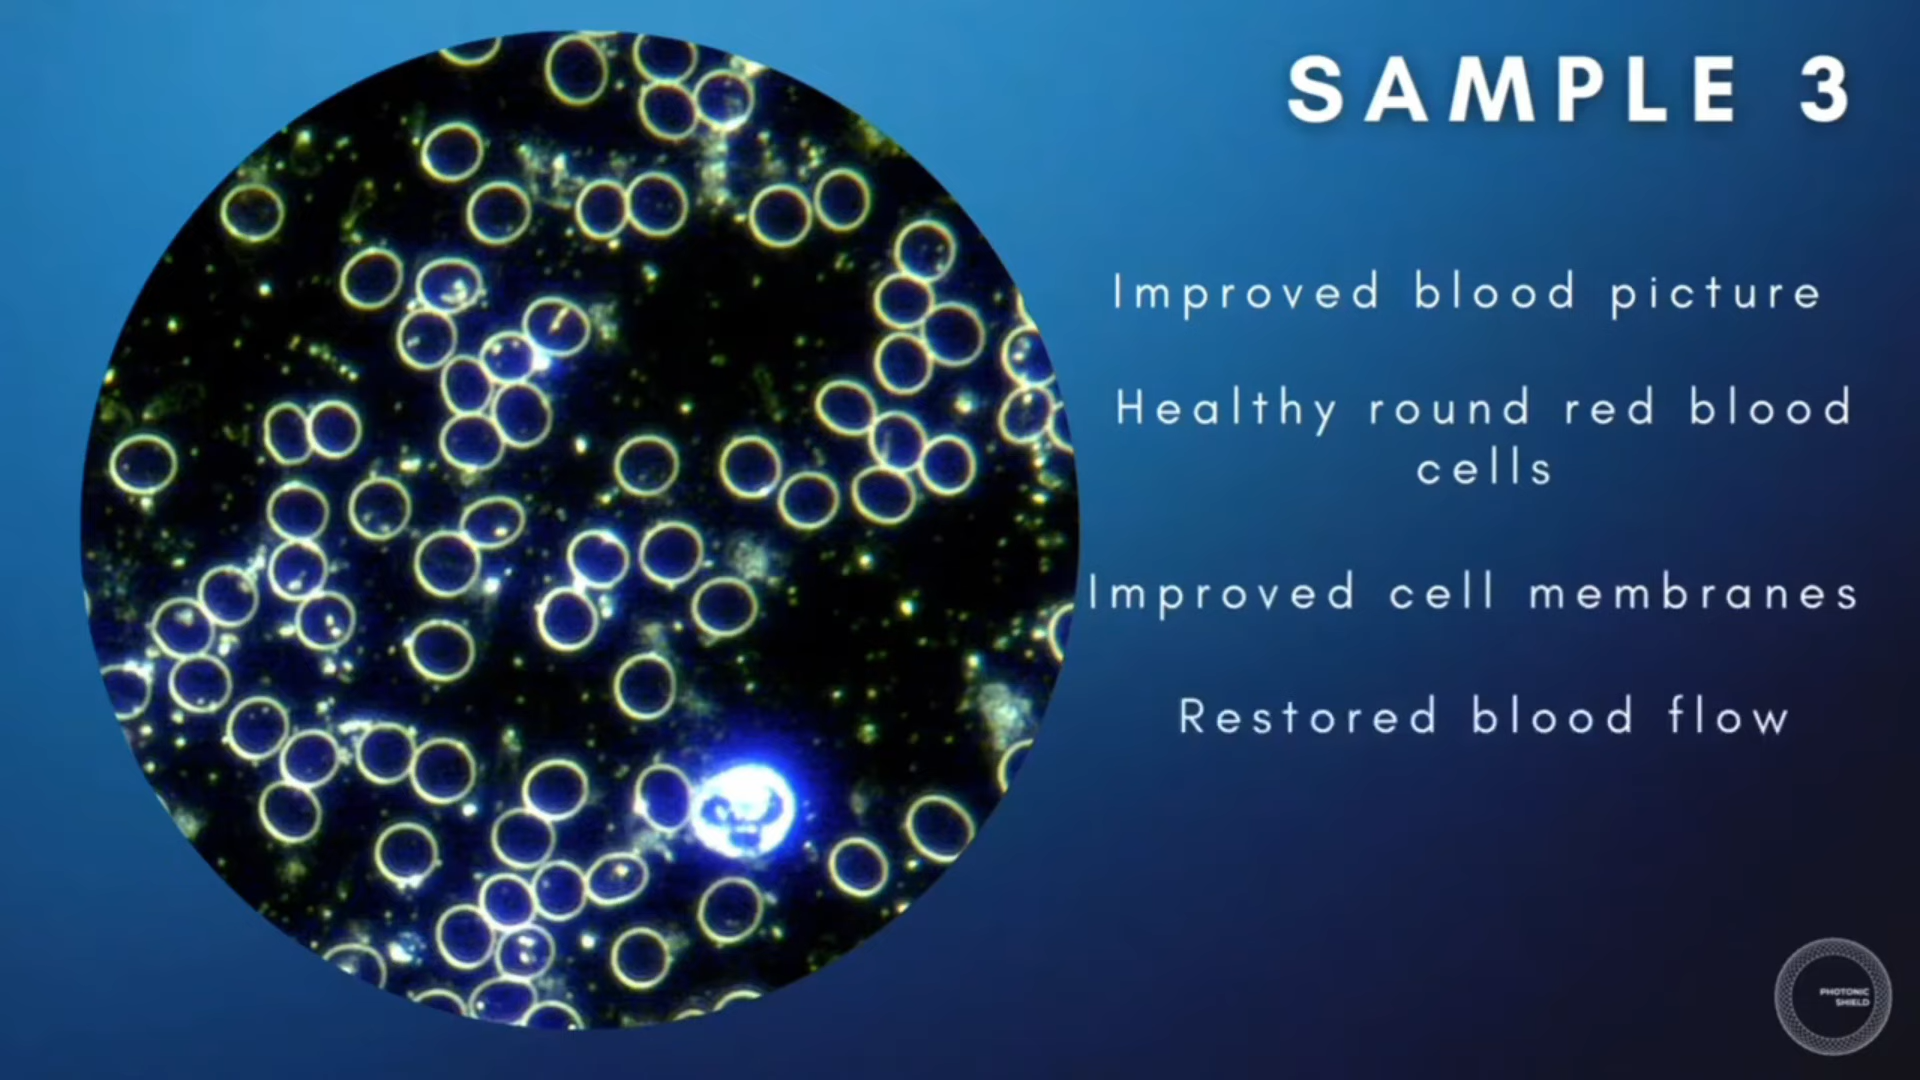 SAMPLE 3
Improved blood picture
Healthy round red blood
cells
Improved cell membranes
Restored blood flow
PHOTONIC
SHIELD